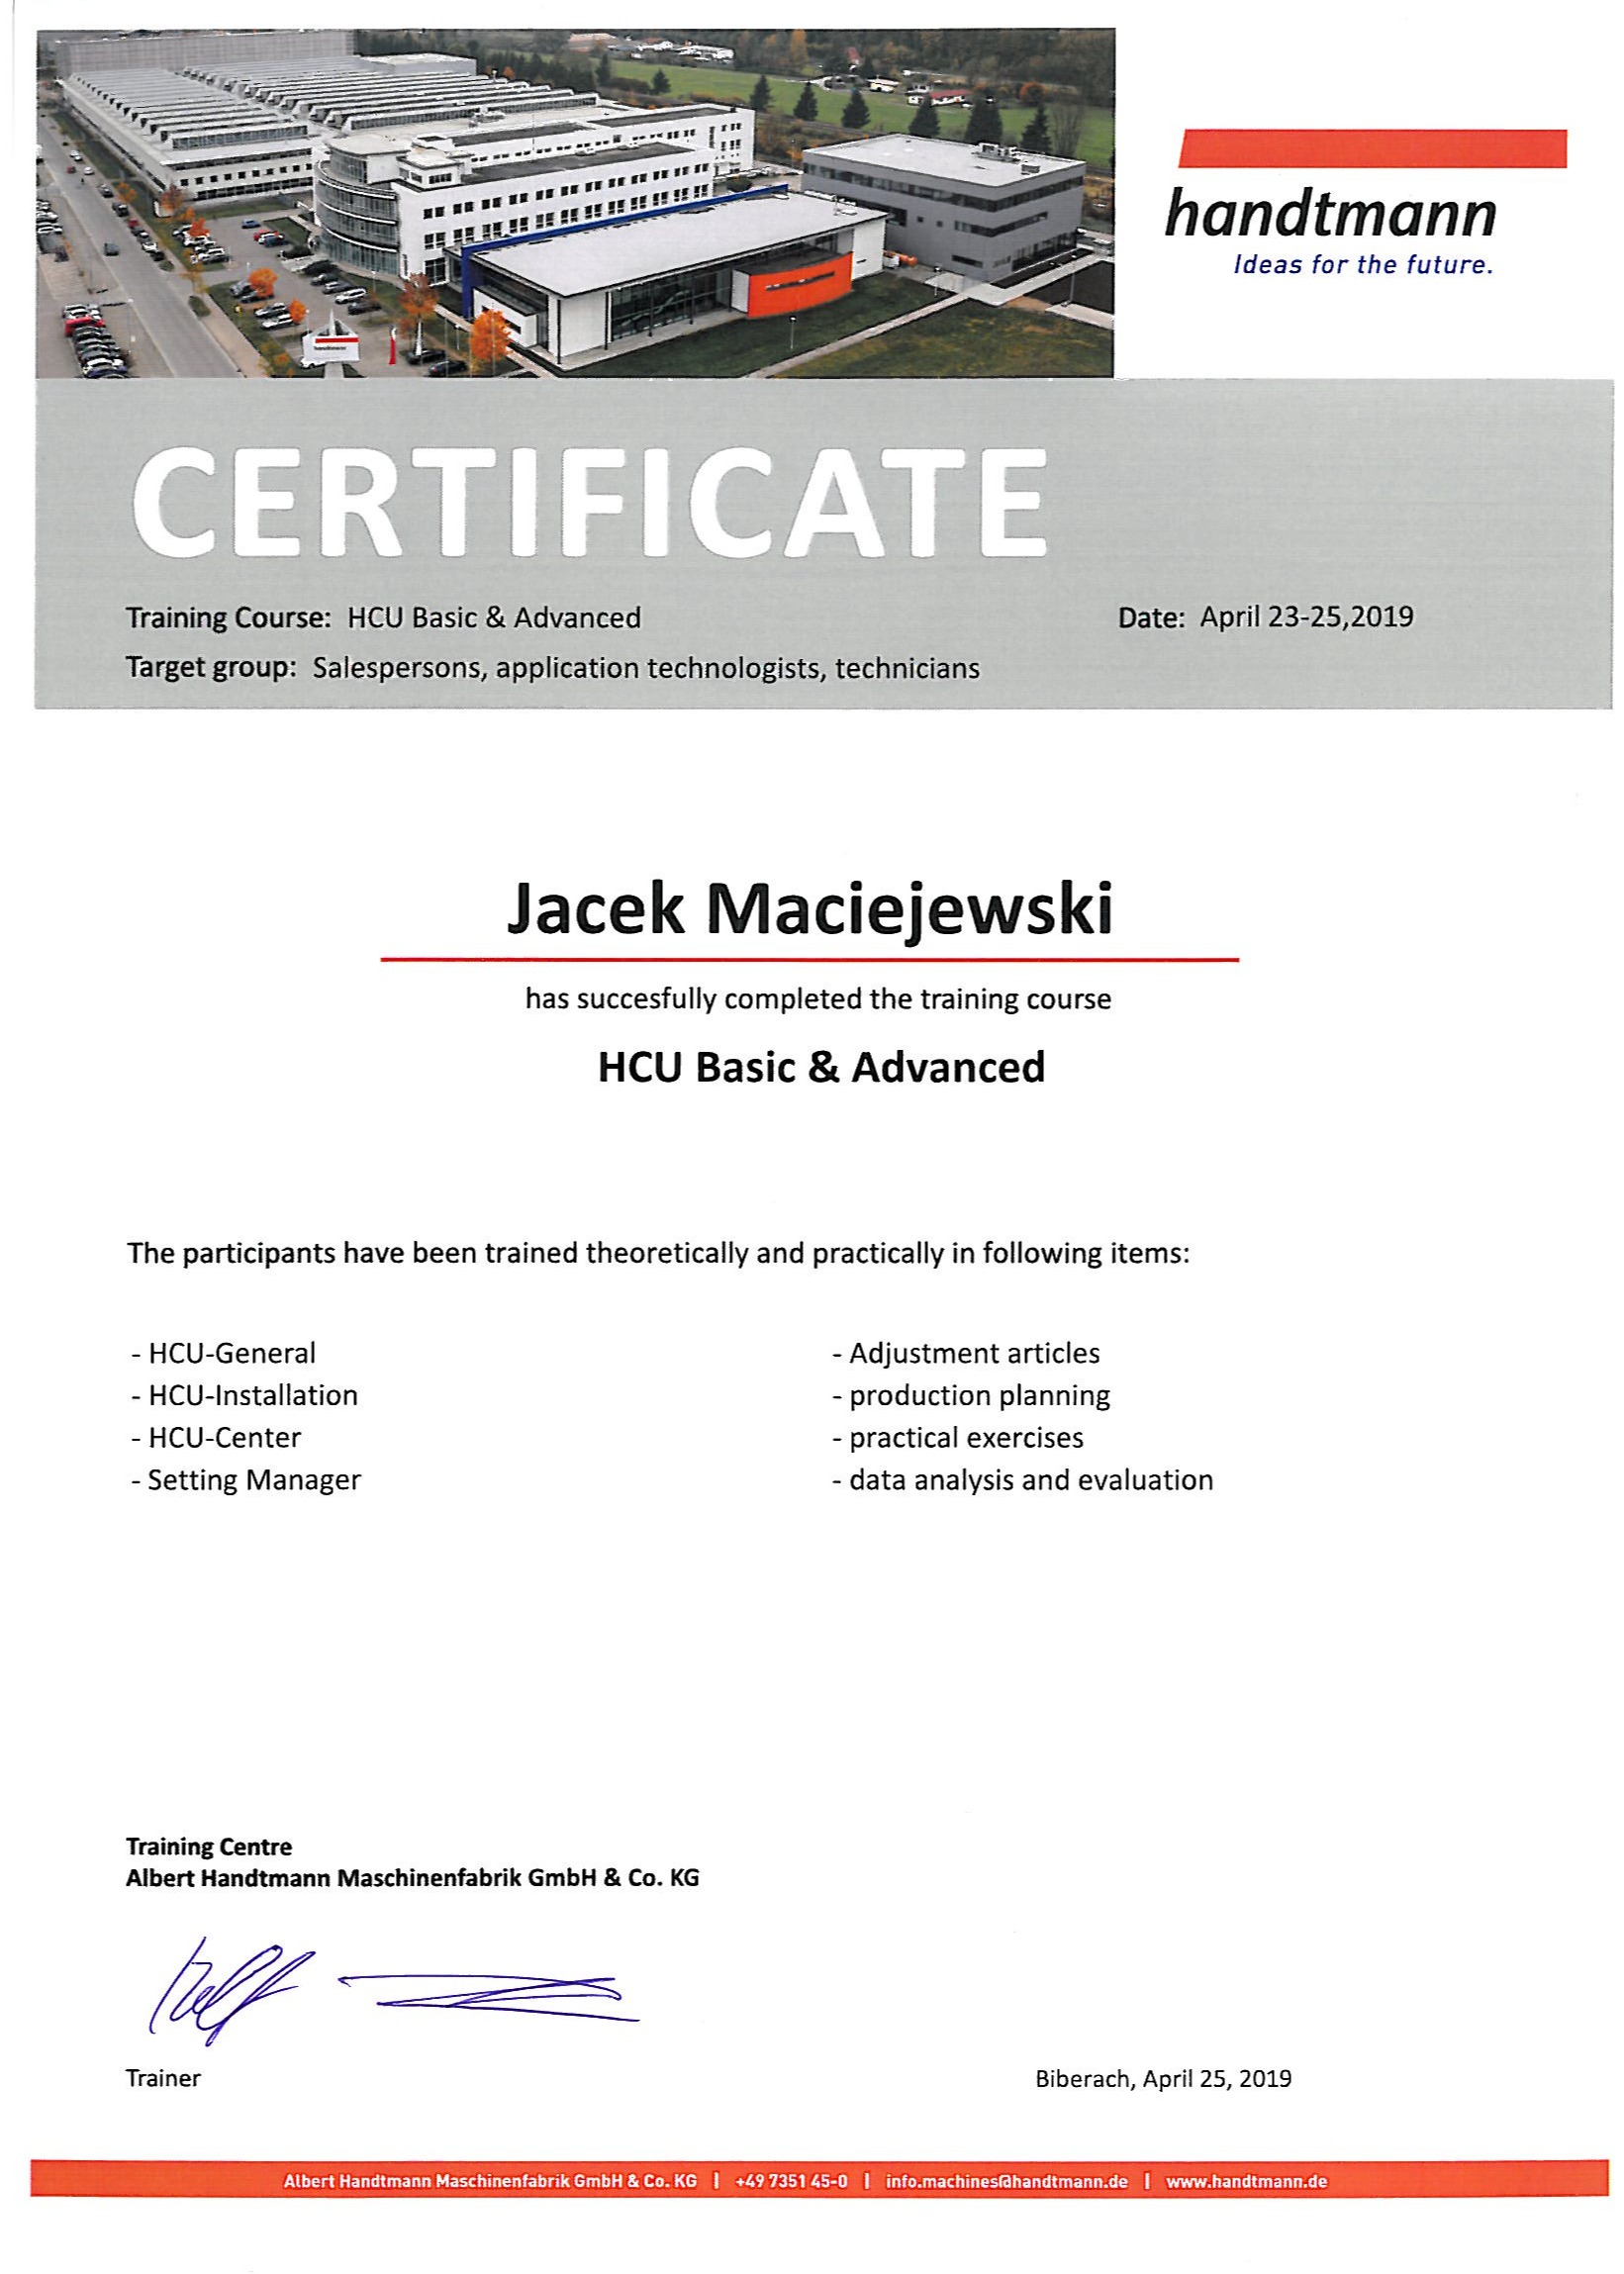 handtmann
Ideas for the future.
CERTIFICATE
Training Course: HCU Basic & Advanced
Date: April 23-25,2019
Target group: Salespersons, application technologists, technicians
Jacek Maciejewski
has succesfully completed the training course
HCU Basic & Advanced
The participants have been trained theoretically and practically in following items:
- HCU-General
- HCU-Installation
- HCU-Center
- Setting Manager
- Adjustment articles
- production planning
- practical exercises
- data analysis and evaluation
Training Centre
Albert Handtmann Maschinenfabrik GmbH & Co. KG
Trainer
Biberach, April 25, 2019
Albert Handtmann Maschinenfabrik GmbH & Co. KG | +49 7351 45-0 | info.machines@handtmann.de | www.handtmann.de